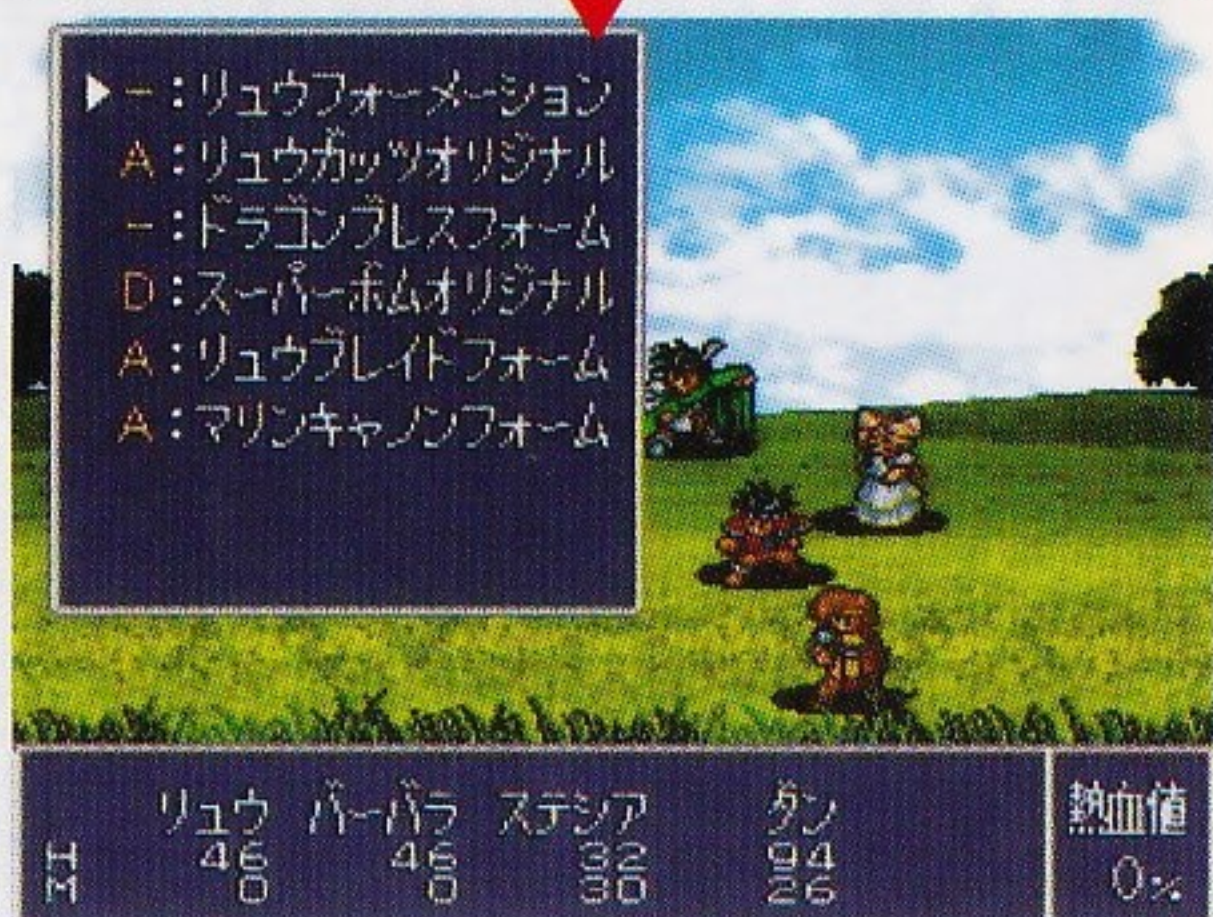 ▶ー:リュウフォーメーション
A:リュウガッツオリジナル
ー:ドラゴンブレスフォーム
D:スーパーボムオリジナル
A:リュウブレイドフォーム
A:マリンキャノンフォーム
リュウ バーバラ ステシア ダン 熱血値
H 46 46 32 94
M 0 0 30 26 0%